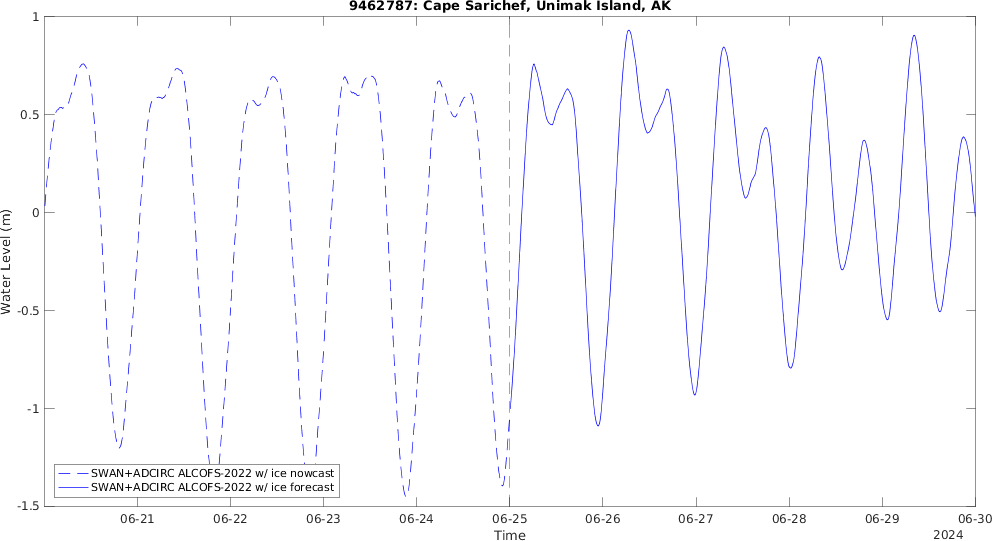 9462787: Cape Sarichef, Unimak Island, AK
1
0.5
0
-0.5
-1
-1.5
Water Level (m)
SWAN+ADCIRC ALCOFS-2022 w/ ice nowcast
SWAN+ADCIRC ALCOFS-2022 w/ ice forecast
06-21 06-22 06-23 06-24 06-25 06-26 06-27 06-28 06-29 06-30
Time
2024